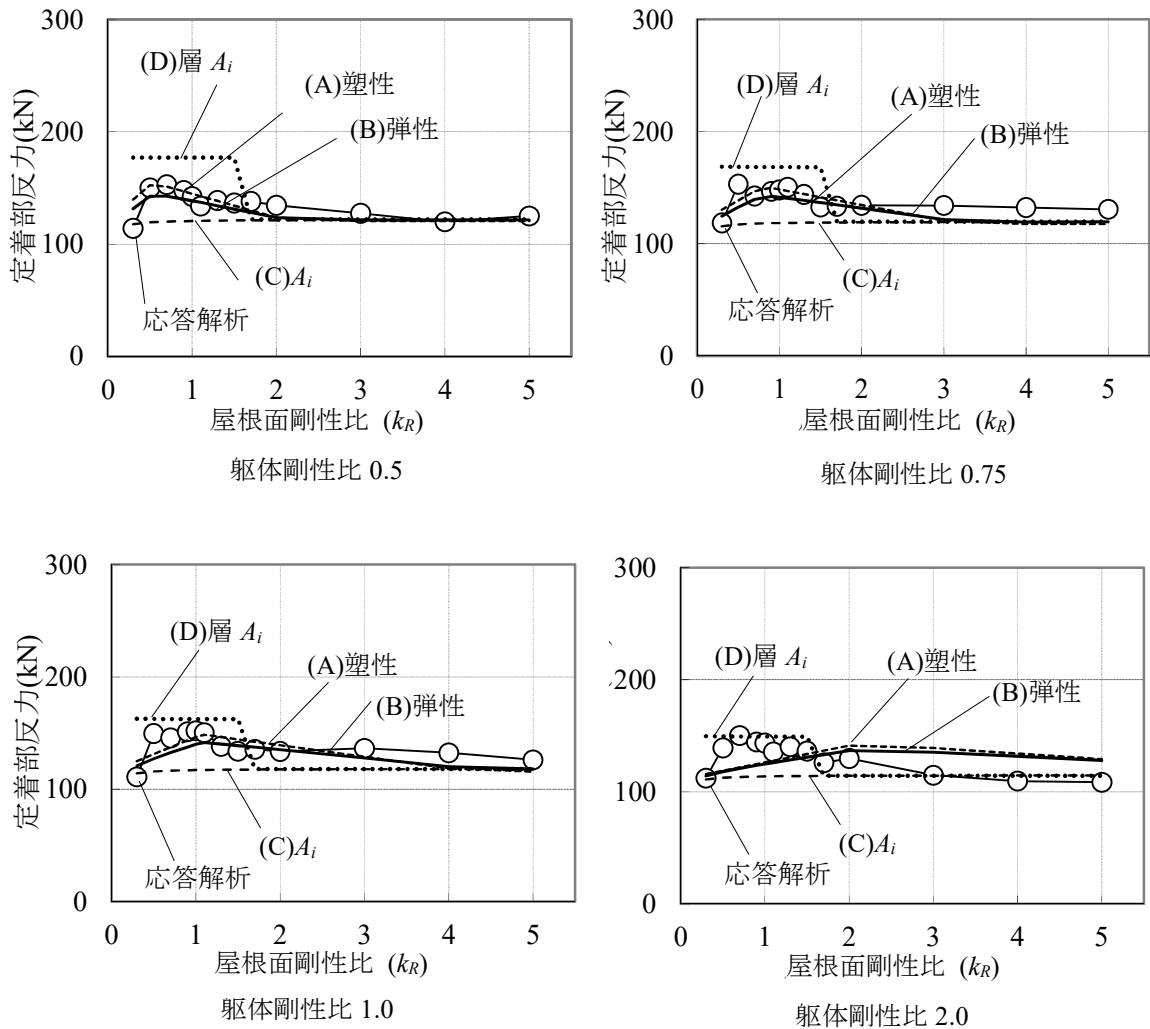 300
200
100
0
定着部反力(kN)
(D)層 Ai
(A)塑性
(B)弾性
(C)Ai
応答解析
0 1 2 3 4 5
屋根面剛性比 (kR)
躯体剛性比 0.5
300
200
100
0
定着部反力(kN)
(D)層 Ai
(A)塑性
(B)弾性
(C)Ai
応答解析
0 1 2 3 4 5
屋根面剛性比 (kR)
躯体剛性比 0.75
300
200
100
0
定着部反力(kN)
(D)層 Ai
(A)塑性
(B)弾性
(C)Ai
応答解析
0 1 2 3 4 5
屋根面剛性比 (kR)
躯体剛性比 1.0
300
200
100
0
(D)層 Ai
(A)塑性
(B)弾性
(C)Ai
応答解析
0 1 2 3 4 5
屋根面剛性比 (kR)
躯体剛性比 2.0